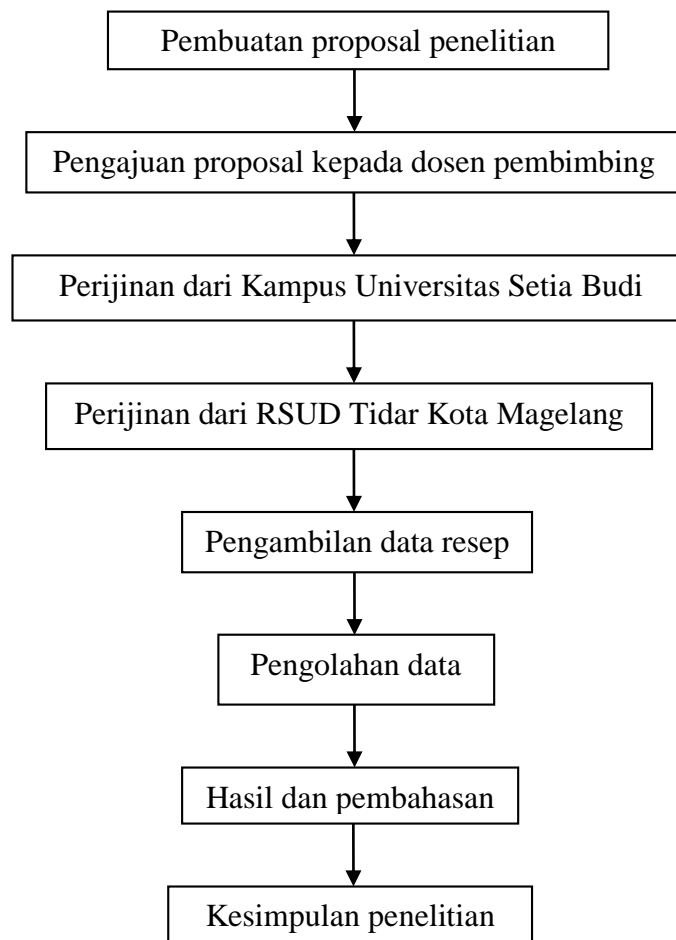 Pembuatan proposal penelitian
Pengajuan proposal kepada dosen pembimbing
Perijinan dari Kampus Universitas Setia Budi
Perijinan dari RSUD Tidar Kota Magelang
Pengambilan data resep
Pengolahan data
Hasil dan pembahasan
Kesimpulan penelitian